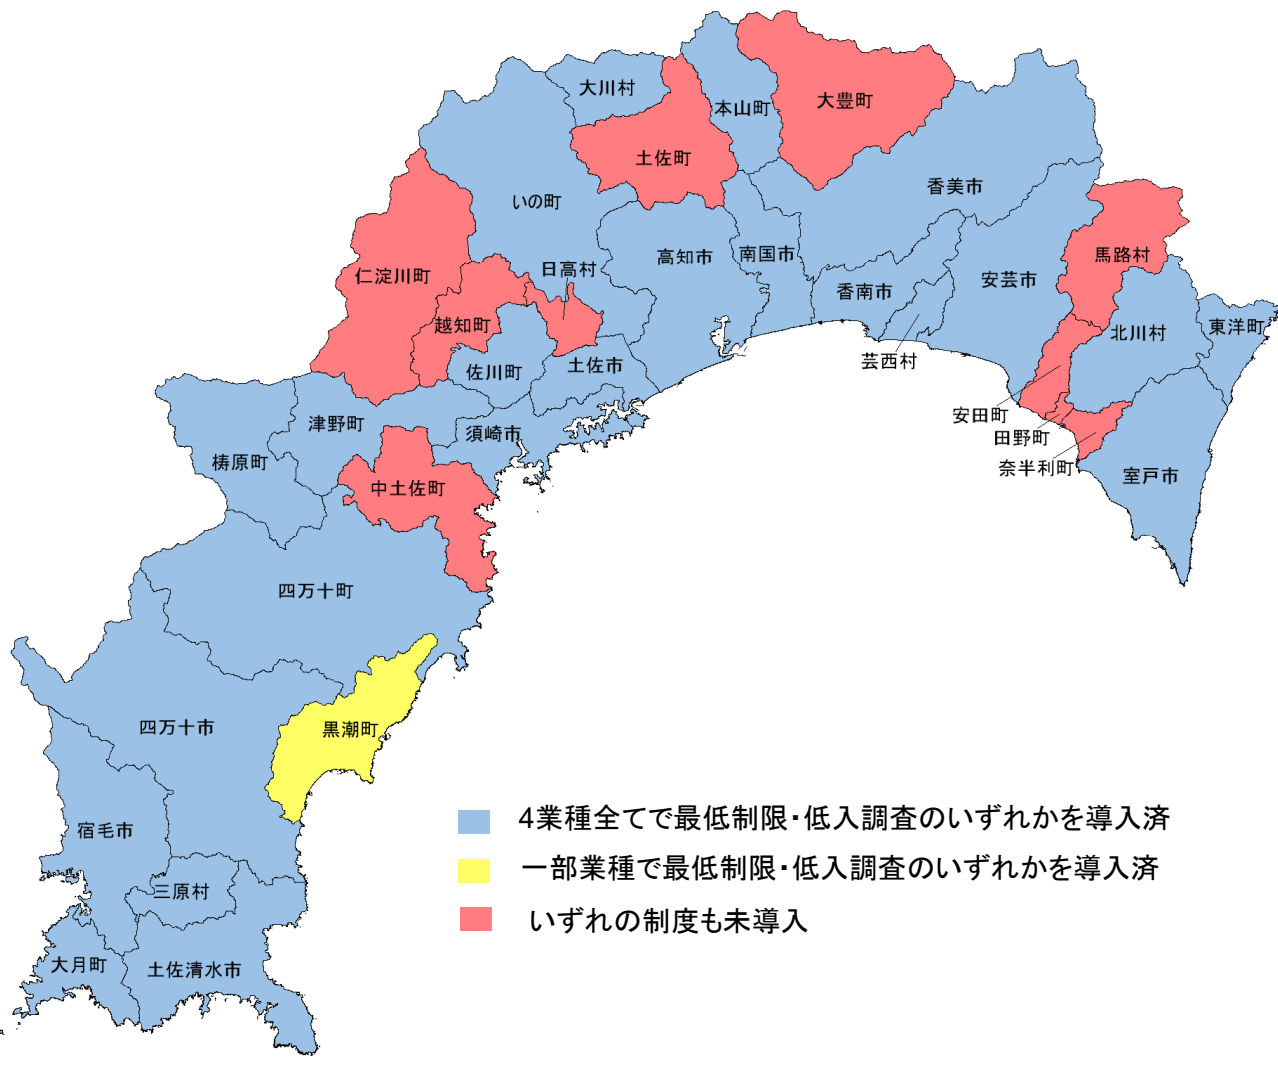 大川村
本山町
大豊町
土佐町
香美市
いの町
高知市
南国市
馬路村
日高村
仁淀川町
安芸市
香南市
越知町
北川村
東洋町
芸西村
佐川町
土佐市
安田町
津野町
須崎市
田野町
梼原町
奈半利町
室戸市
中土佐町
四万十町
四万十市
黒潮町
宿毛市
三原村
大月町
土佐清水市
4業種全てで最低制限・低入調査のいずれかを導入済
一部業種で最低制限・低入調査のいずれかを導入済
いずれの制度も未導入